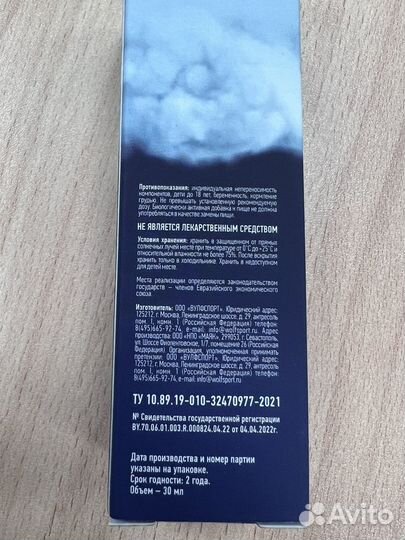 Противопоказания: индивидуальная непереносимость
компонентов, дети до 18 лет, беременность, кормление
грудью. Не превышать установленную рекомендуемую
дозу. Биологически активная добавка к пище не должна
употребляться в качестве замены пищи.
НЕ ЯВЛЯЕТСЯ ЛЕКАРСТВЕННЫМ СРЕДСТВОМ
Условия хранения: хранить в защищенном от прямых
солнечных лучей месте при температуре от 0°С до +25°С и
относительной влажности не более 75%. После вскрытия
хранить только в холодильнике. Хранить в недоступном
для детей месте.
Места реализации определяются законодательством
государств – членов Евразийского экономического
союза.
Изготовитель: ООО «ВУЛФСПОРТ». Юридический адрес:
125212, г. Москва, Ленинградское шоссе, д. 29, антресоль
пом. I, комн. 1 (Российская Федерация), телефон:
8(495)665-92-74, e-mail: info@wolfsport.ru. Адрес
производства: ООО «НПО «МАЯК», 299053, г. Севастополь,
ул. Шоссе Фиолентовское, 1/7, помещение 26 (Российская
Федерация). Организация, уполномоченная принимать
претензии: ООО «ВУЛФСПОРТ». Юридический адрес:
125212, г. Москва, Ленинградское шоссе, д. 29, антресоль
пом. I, комн. 1 (Российская Федерация), телефон:
8(495)665-92-74, e-mail: info@wolfsport.ru
ТУ 10.89.19-010-32470977-2021
№ Свидетельства государственной регистрации
BY.70.06.01.003.R.000824.04.22 от 04.04.2022г.
Дата производства и номер партии
указаны на упаковке.
Срок годности: 2 года.
Объем – 30 мл
Avito